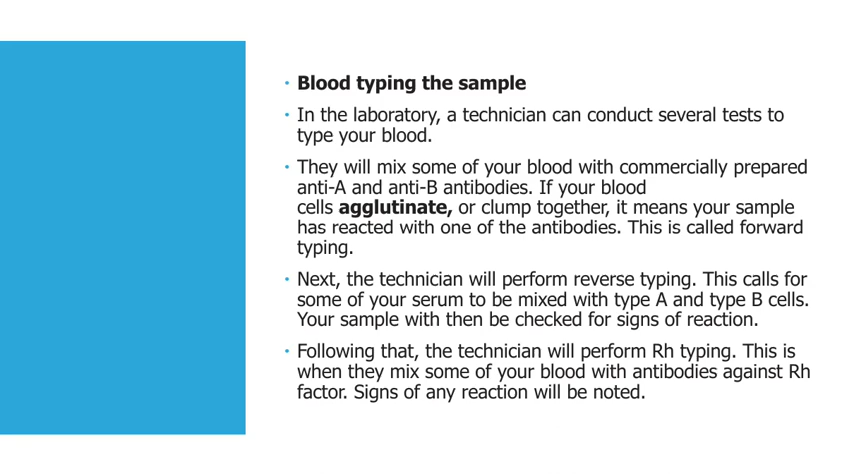 • Blood typing the sample
• In the laboratory, a technician can conduct several tests to
type your blood.
• They will mix some of your blood with commercially prepared
anti-A and anti-B antibodies. If your blood
cells agglutinate, or clump together, it means your sample
has reacted with one of the antibodies. This is called forward
typing.
• Next, the technician will perform reverse typing. This calls for
some of your serum to be mixed with type A and type B cells.
Your sample with then be checked for signs of reaction.
• Following that, the technician will perform Rh typing. This is
when they mix some of your blood with antibodies against Rh
factor. Signs of any reaction will be noted.